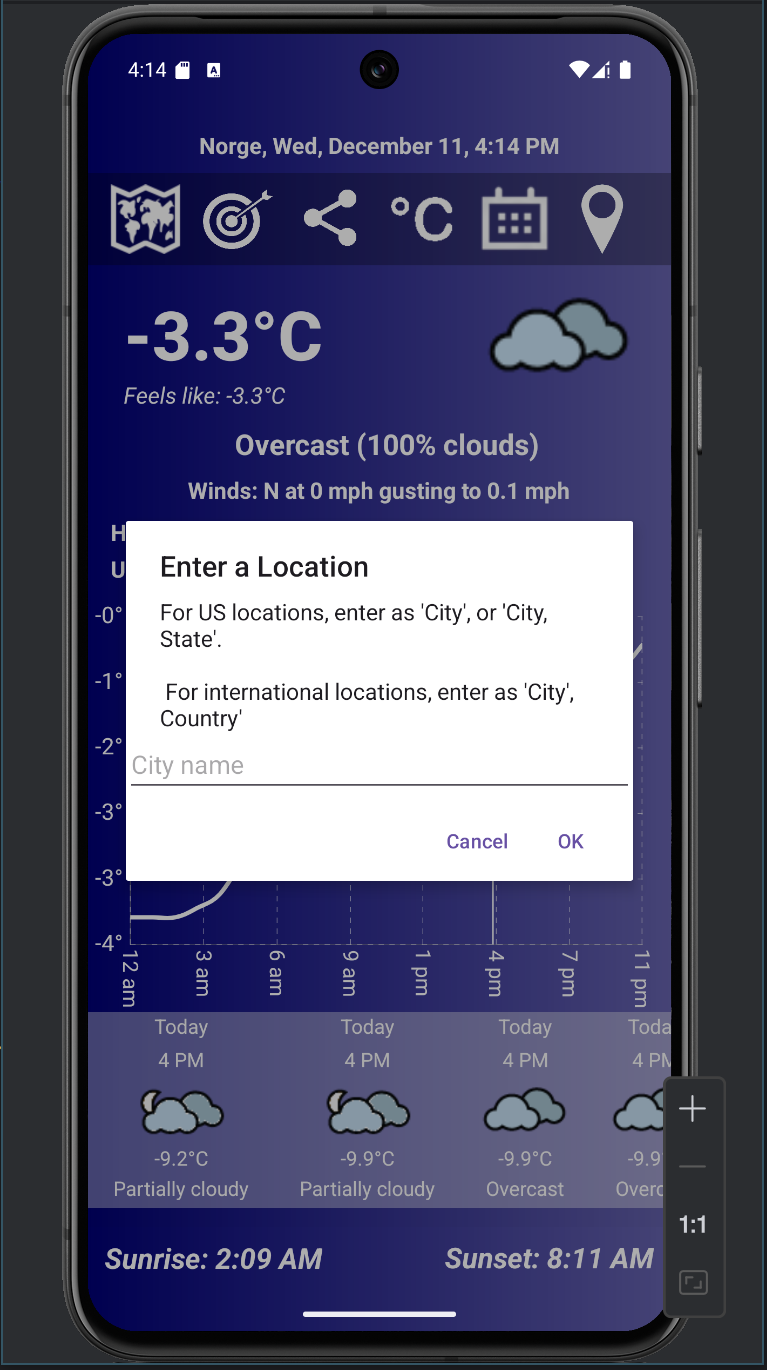 4:14
Norge, Wed, December 11, 4:14 PM
°C
-3.3°C
Feels like: -3.3°C
Overcast (100% clouds)
Winds: N at 0 mph gusting to 0.1 mph
H
U
Enter a Location
For US locations, enter as 'City', or 'City,
State'.
For international locations, enter as 'City',
Country'
City name
Cancel OK
-0°
-1°
-2°
-3°
-3°
-4°
12 am 3 am 6 am 9 am 1 pm 4 pm 7 pm 11 pm
Today Today Today Toda
4 PM 4 PM 4 PM 4 PM
-9.2°C -9.9°C -9.9°C -9.9
Partially cloudy Partially cloudy Overcast Overc
Sunrise: 2:09 AM Sunset: 8:11 AM
1:1